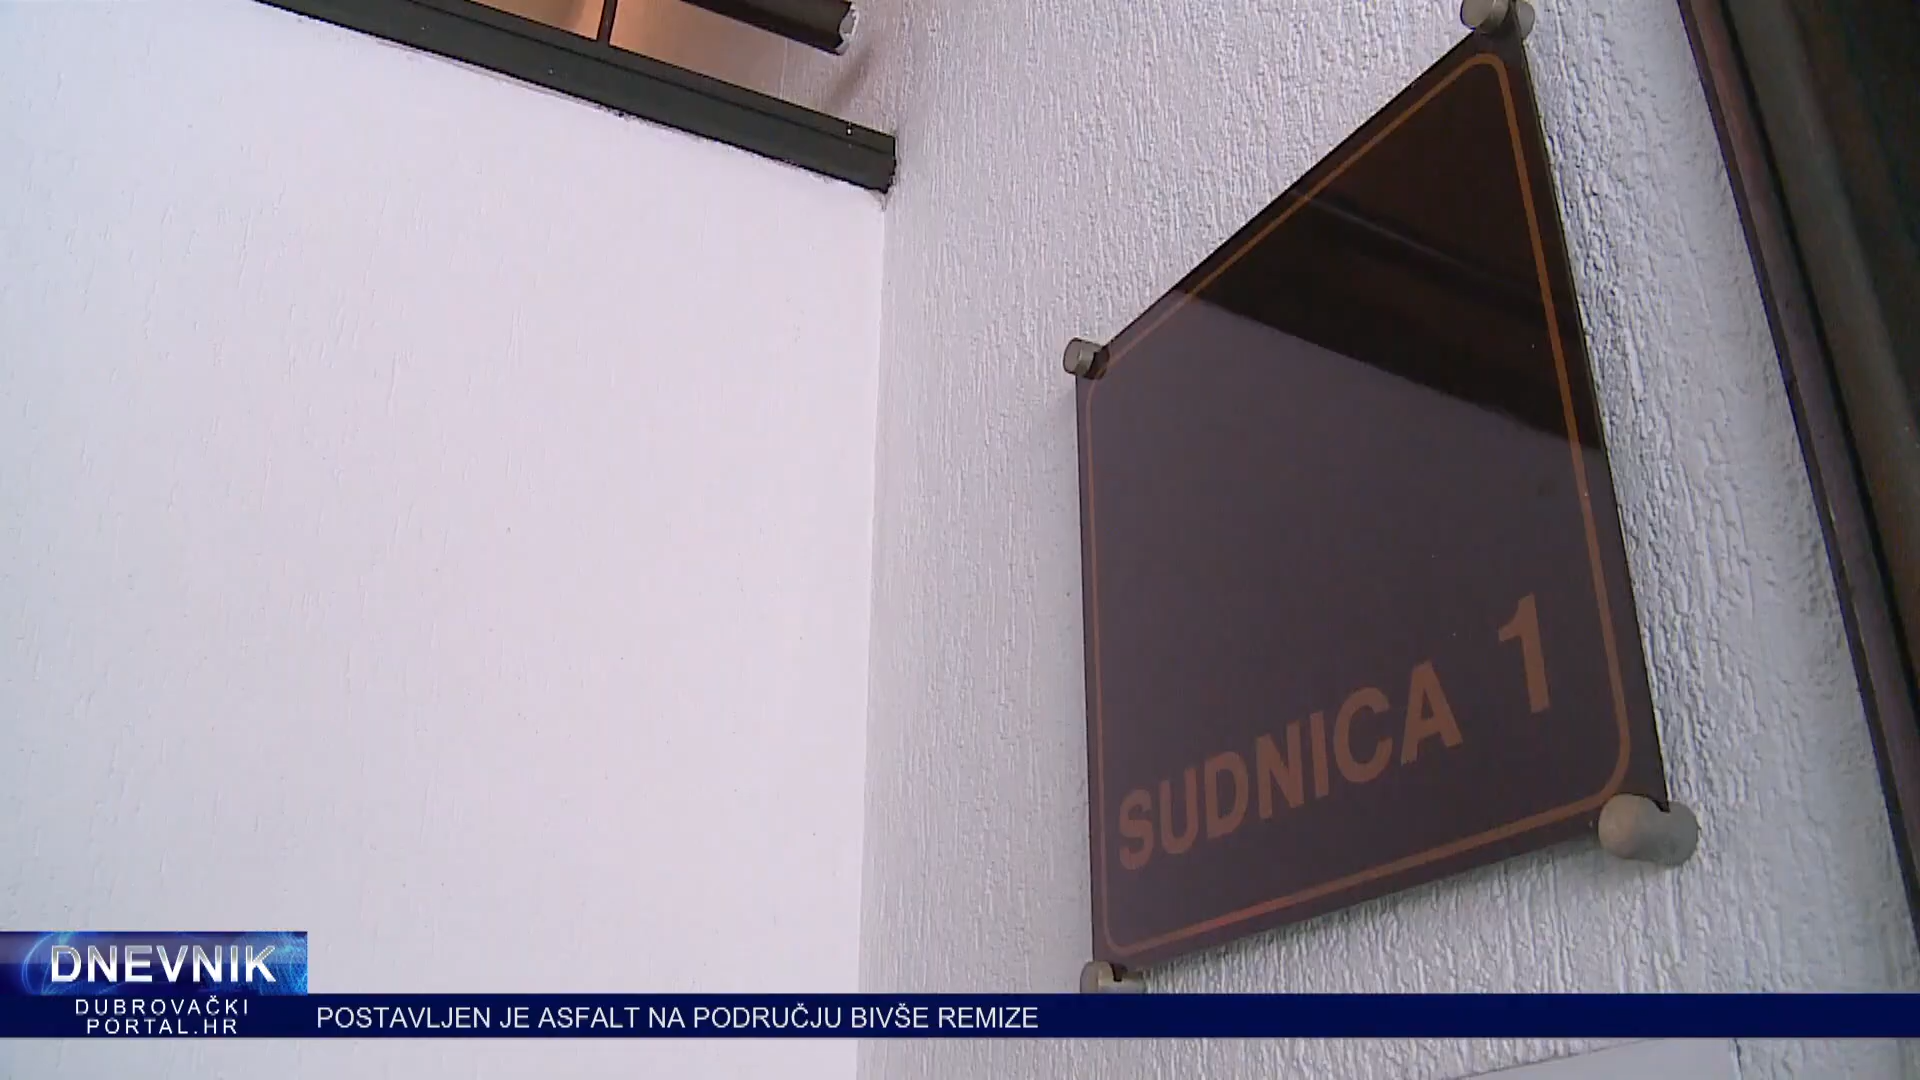 SUDNICA 1
DNEVNIK
DUBROVAČKI
PORTAL.HR
POSTAVLJEN JE ASFALT NA PODRUČJU BIVŠE REMIZE